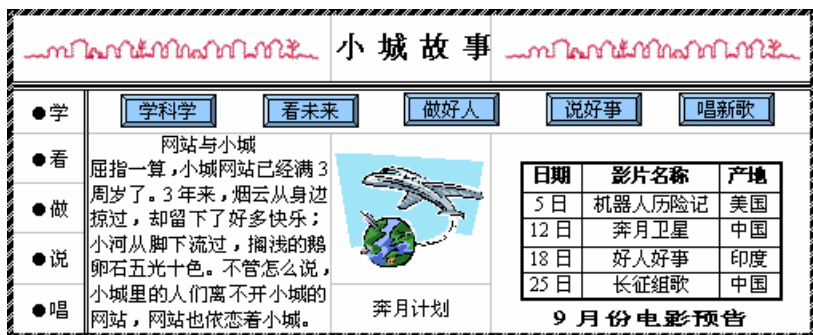 小城故事
●学
●看
●做
●说
●唱
学科学 看未来 做好人 说好事 唱新歌
网站与小城
屈指一算,小城网站已经满3
周岁了。3年来,烟云从身边
掠过,却留下了好多快乐;
小河从脚下流过,搁浅的鹅
卵石五光十色。不管怎么说,
小城里的人们离不开小城的
网站,网站也依恋着小城。
奔月计划
日期 影片名称 产地
5日 机器人历险记 美国
12日 奔月卫星 中国
18日 好人好事 印度
25日 长征组歌 中国
9月份电影预告